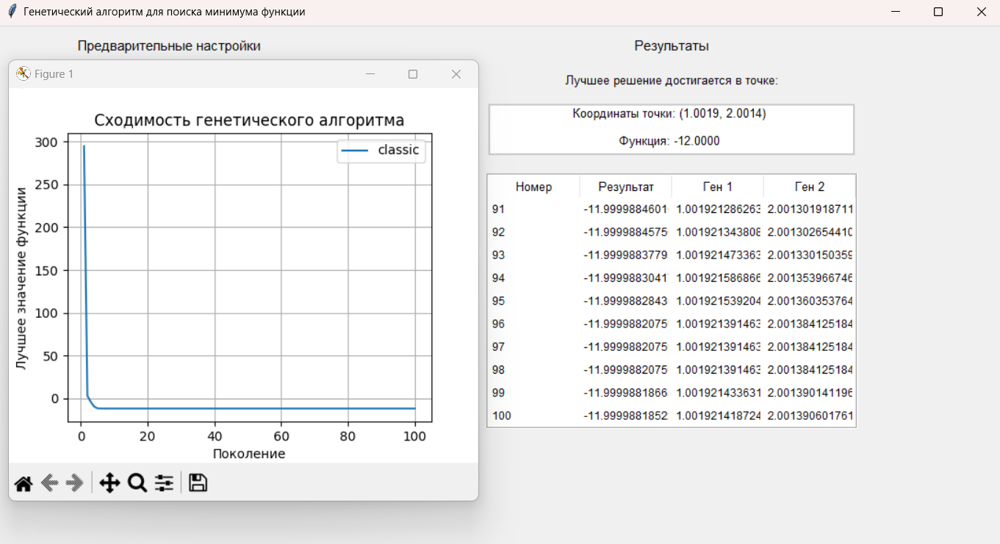 Генетический алгоритм для поиска минимума функции
Предварительные настройки
Figure 1
Сходимость генетического алгоритма
classic
Лучшее значение функции
300
250
200
150
100
50
0
0 20 40 60 80 100
Поколение
Результаты
Лучшее решение достигается в точке:
Координаты точки: (1.0019, 2.0014)
Функция: -12.0000
Номер Результат Ген 1 Ген 2
91 -11.9999884601 1.001921286263 2.001301918711
92 -11.9999884575 1.001921343808 2.001302654410
93 -11.9999883779 1.001921473363 2.001330150359
94 -11.9999883041 1.001921586866 2.001353966746
95 -11.9999882843 1.001921539204 2.001360353764
96 -11.9999882075 1.001921391463 2.001384125184
97 -11.9999882075 1.001921391463 2.001384125184
98 -11.9999882075 1.001921391463 2.001384125184
99 -11.9999881866 1.001921433631 2.001390141196
100 -11.9999881852 1.001921418724 2.001390601761